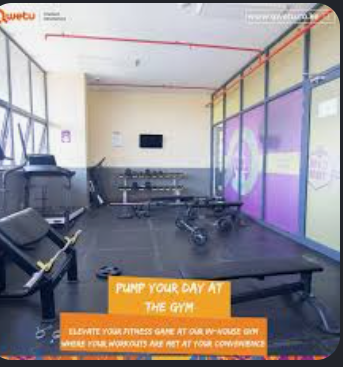 Qwetu
www.qwetu.co.ke
PUMP YOUR DAY AT
THE GYM
ELEVATE YOUR FITNESS GAME AT OUR IN-HOUSE GYM
WHERE YOUR WORKOUTS ARE MET AT YOUR CONVENIENCE